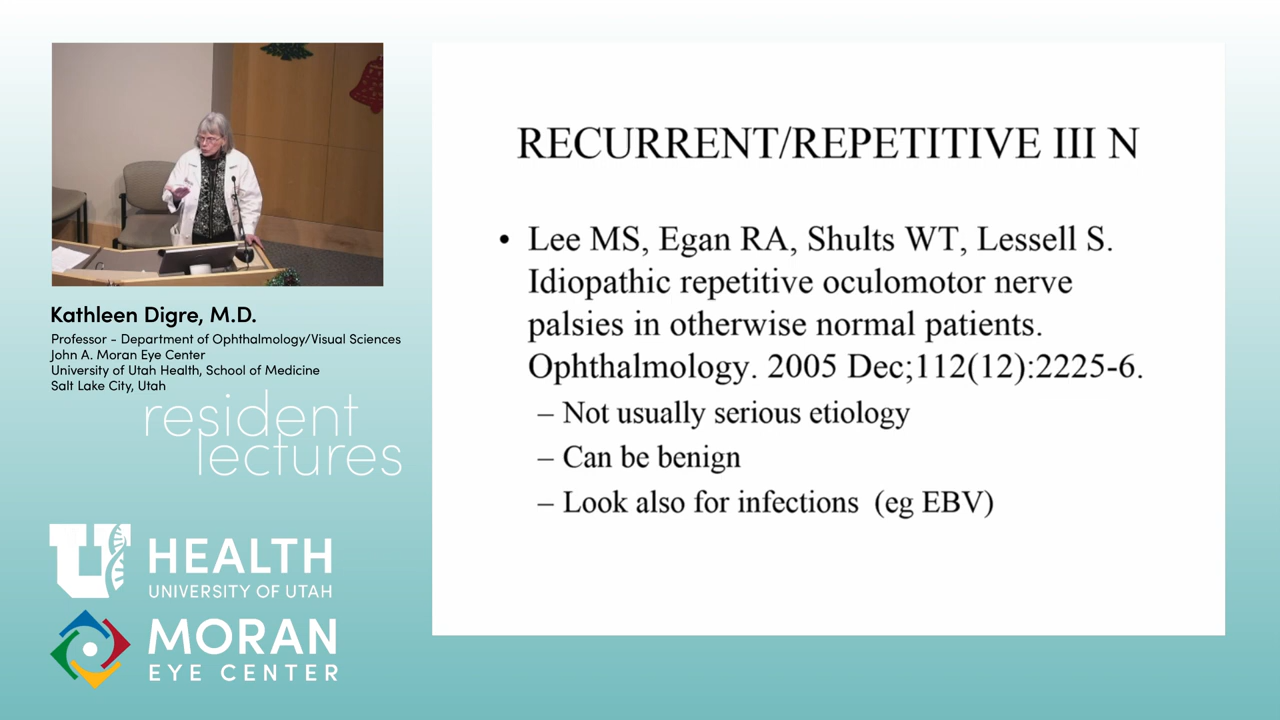 Kathleen Digre, M.D.
Professor - Department of Ophthalmology/Visual Sciences
John A. Moran Eye Center
University of Utah Health, School of Medicine
Salt Lake City, Utah
resident
lectures
U HEALTH
UNIVERSITY OF UTAH
MORAN
EYE CENTER
RECURRENT/REPETITIVE III N
• Lee MS, Egan RA, Shults WT, Lessell S.
Idiopathic repetitive oculomotor nerve
palsies in otherwise normal patients.
Ophthalmology. 2005 Dec;112(12):2225-6.
– Not usually serious etiology
– Can be benign
– Look also for infections (eg EBV)